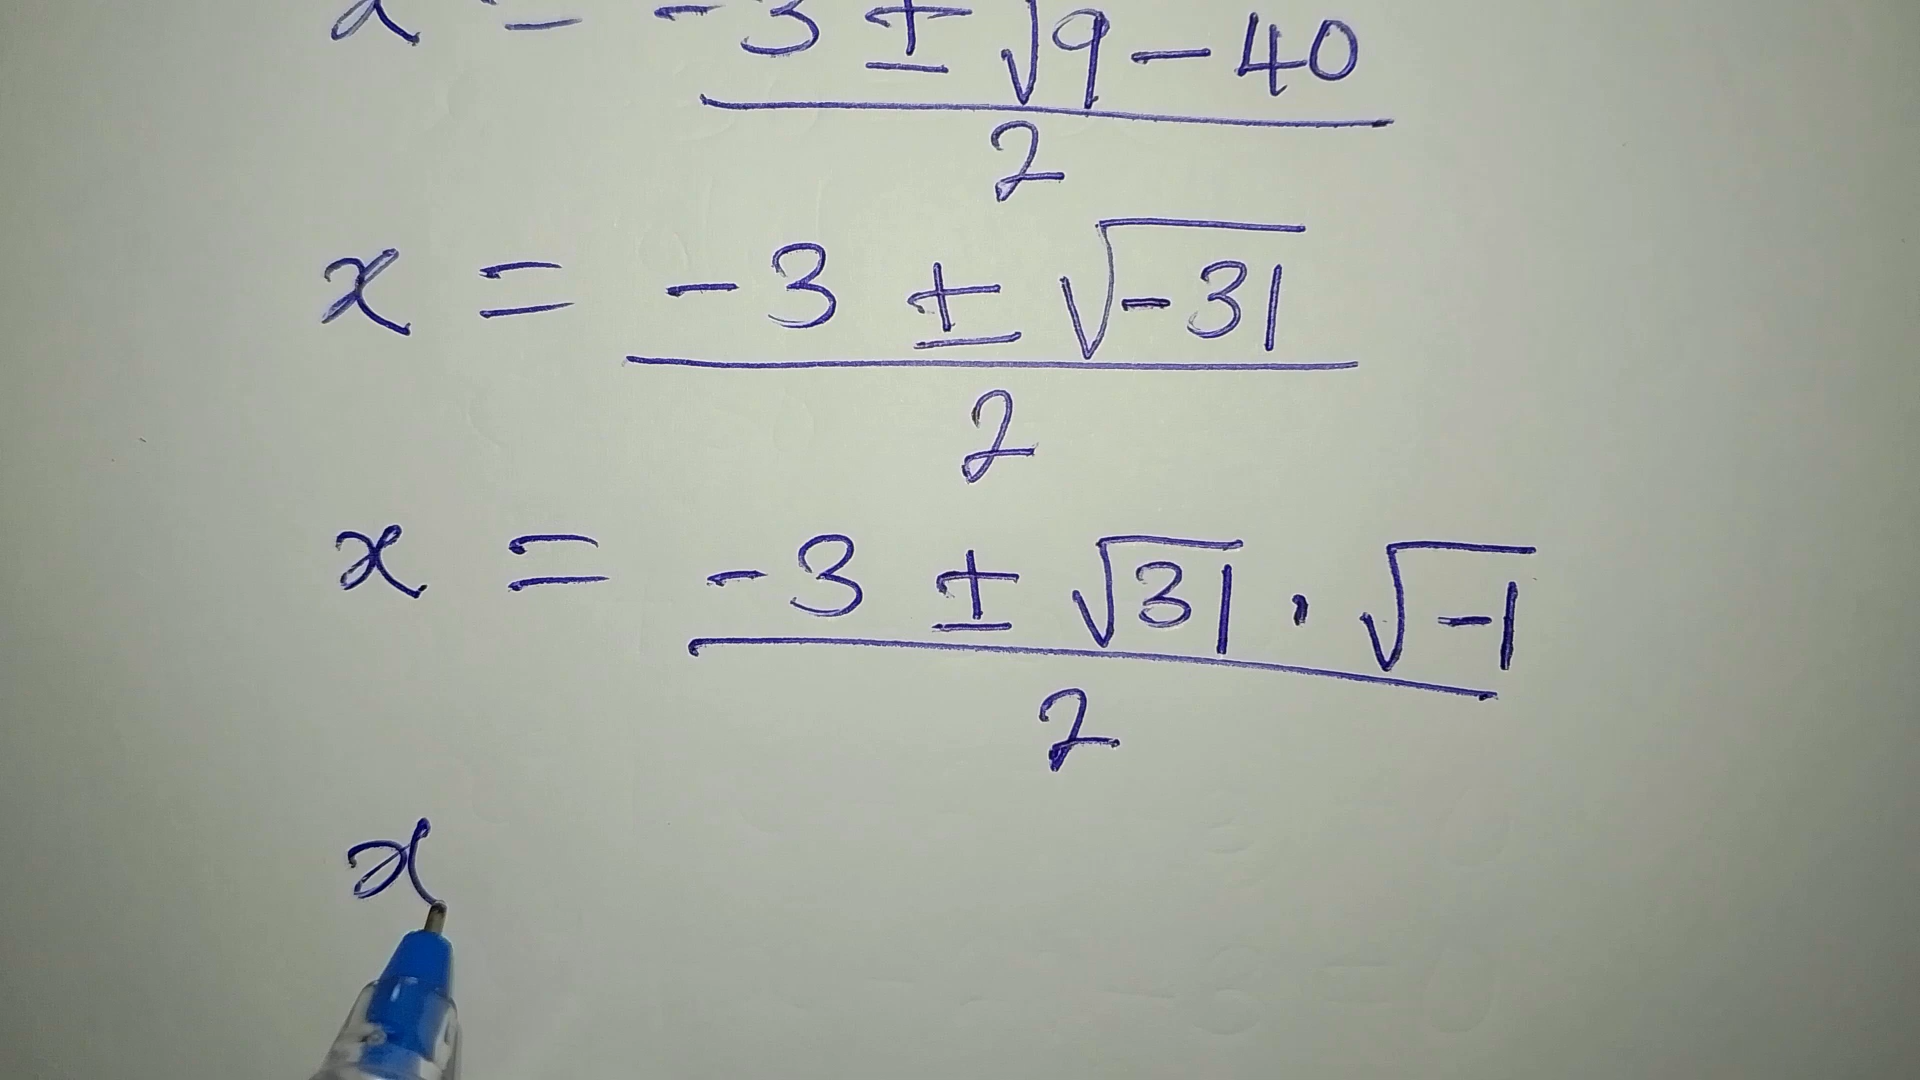 x = -3 ± √9 - 40
2
x = -3 ± √-31
2
x = -3 ± √31 · √-1
2
x